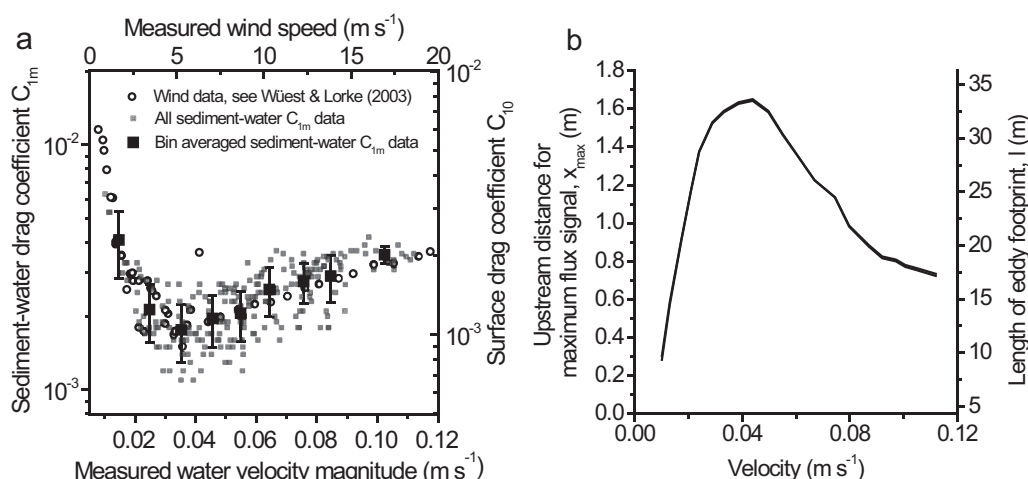 a
Measured wind speed (m s⁻¹)
0 5 10 15 20
Sediment-water drag coefficient C₁ₘ
10⁻²
10⁻³
Wind data, see Wüest & Lorke (2003)
All sediment-water C₁ₘ data
Bin averaged sediment-water C₁ₘ data
10⁻²
10⁻³
Surface drag coefficient C₁₀
0.02 0.04 0.06 0.08 0.10 0.12
Measured water velocity magnitude (m s⁻¹)
b
Upstream distance for
maximum flux signal, xₘₐₓ (m)
1.8
1.6
1.4
1.2
1.0
0.8
0.6
0.4
0.2
0.0
35
30
25
20
15
10
5
Length of eddy footprint, l (m)
0.00 0.04 0.08 0.12
Velocity (m s⁻¹)